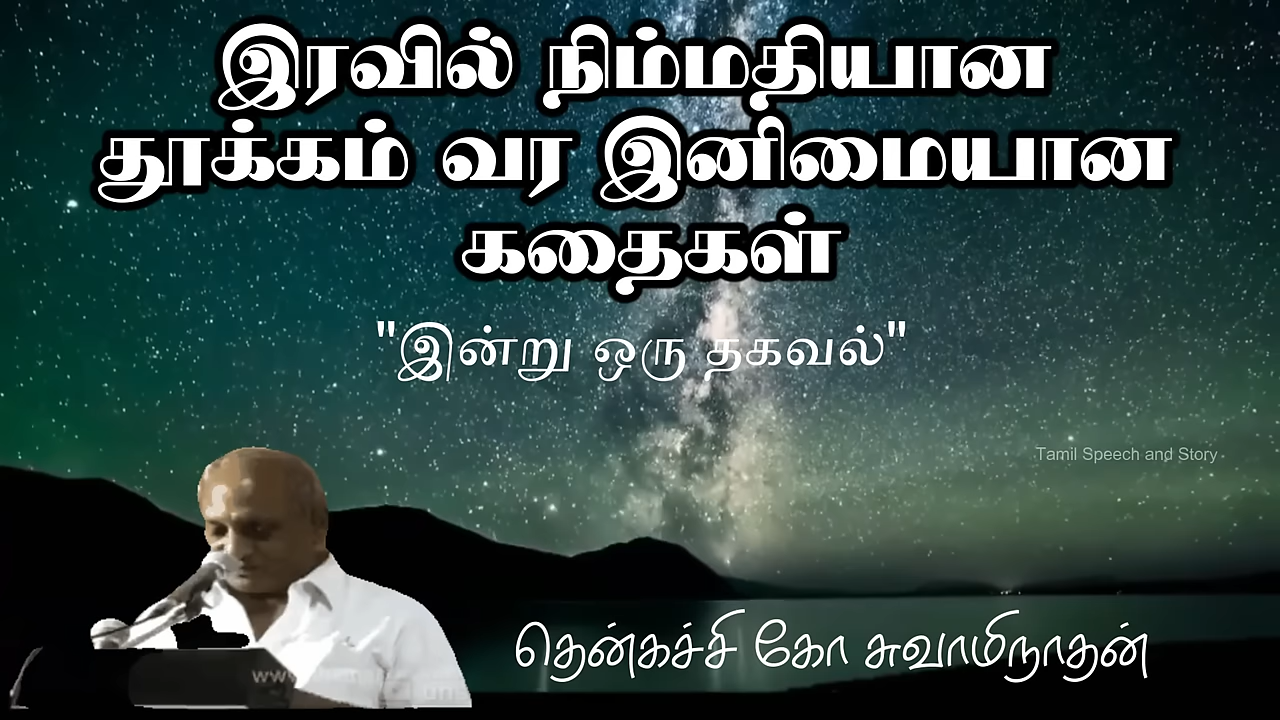 இரவில் நிம்மதியான
தூக்கம் வர இனிமையான
கதைகள்
"இன்று ஒரு தகவல்"
Tamil Speech and Story
தென்கச்சி கோ சுவாமிநாதன்